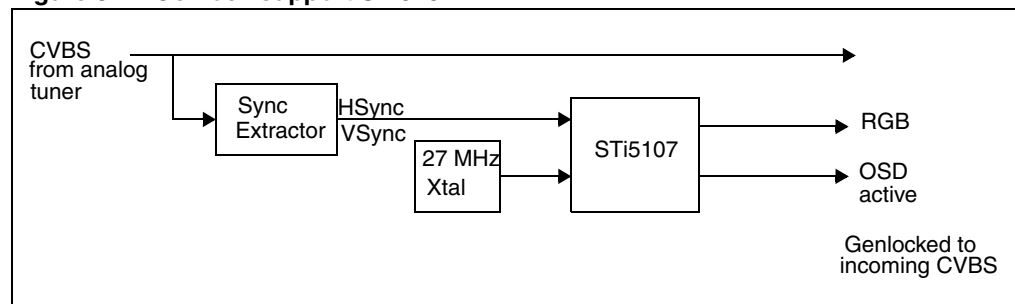 CVBS
from analog
tuner
Sync
Extractor
HSync
VSync
27 MHz
Xtal
STi5107
RGB
OSD
active
Genlocked to
incoming CVBS